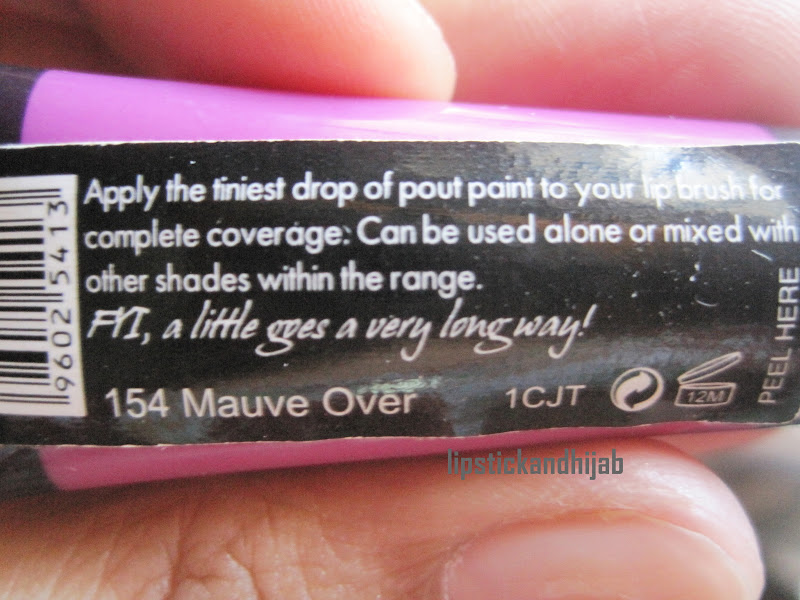 Apply the tiniest drop of pout paint to your lip brush for
complete coverage. Can be used alone or mixed with
other shades within the range.
FYI, a little goes a very long way!
154 Mauve Over
1CJT
12M
PEEL HERE
9602 5413
lipstickandhijab